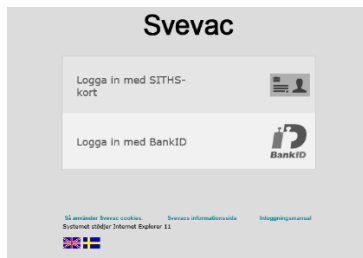 Svevac
Logga in med SITHS-
kort
Logga in med BankID
BankID
Så använder Svevac cookies. Svevacs informationssida Inloggningsmanual
Systemet stödjer Internet Explorer 11